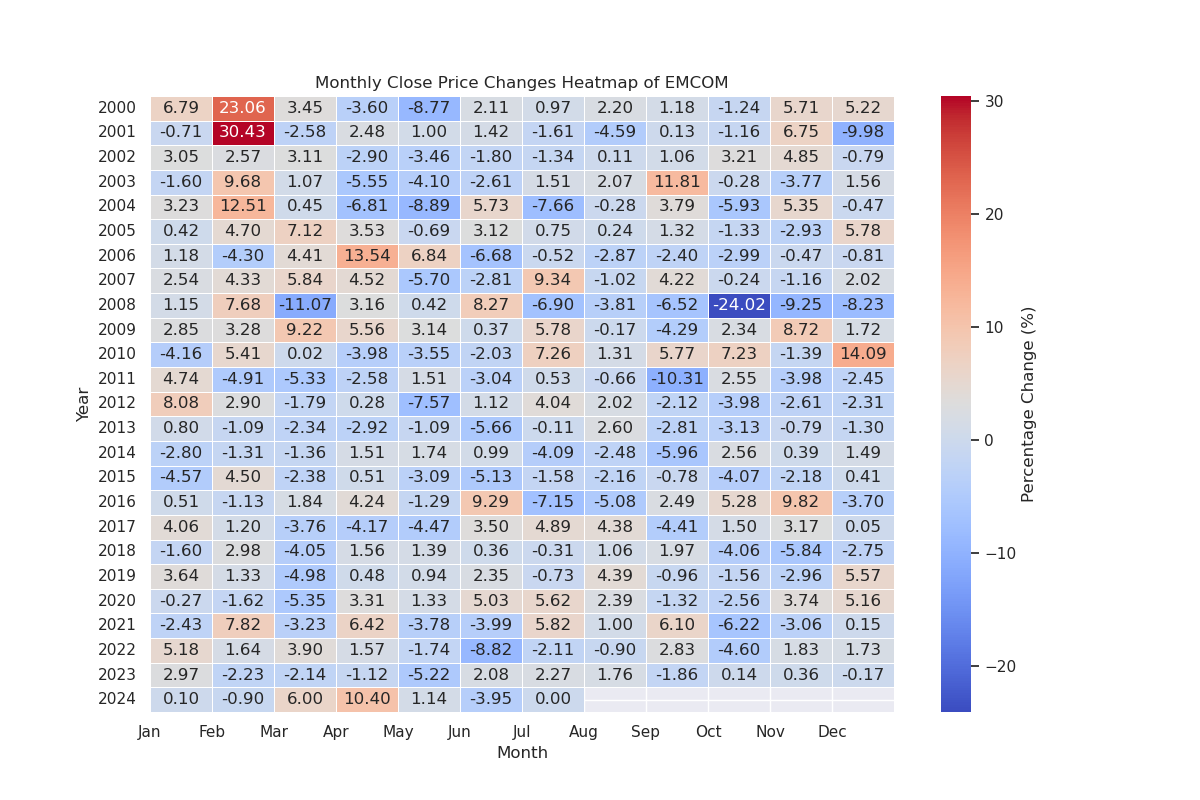 Monthly Close Price Changes Heatmap of EMCOM
2000 6.79 23.06 3.45 -3.60 -8.77 2.11 0.97 2.20 1.18 -1.24 5.71 5.22
2001 -0.71 30.43 -2.58 2.48 1.00 1.42 -1.61 -4.59 0.13 -1.16 6.75 -9.98
2002 3.05 2.57 3.11 -2.90 -3.46 -1.80 -1.34 0.11 1.06 3.21 4.85 -0.79
2003 -1.60 9.68 1.07 -5.55 -4.10 -2.61 1.51 2.07 11.81 -0.28 -3.77 1.56
2004 3.23 12.51 0.45 -6.81 -8.89 5.73 -7.66 -0.28 3.79 -5.93 5.35 -0.47
2005 0.42 4.70 7.12 3.53 -0.69 3.12 0.75 0.24 1.32 -1.33 -2.93 5.78
2006 1.18 -4.30 4.41 13.54 6.84 -6.68 -0.52 -2.87 -2.40 -2.99 -0.47 -0.81
2007 2.54 4.33 5.84 4.52 -5.70 -2.81 9.34 -1.02 4.22 -0.24 -1.16 2.02
2008 1.15 7.68 -11.07 3.16 0.42 8.27 -6.90 -3.81 -6.52 -24.02 -9.25 -8.23
2009 2.85 3.28 9.22 5.56 3.14 0.37 5.78 -0.17 -4.29 2.34 8.72 1.72
2010 -4.16 5.41 0.02 -3.98 -3.55 -2.03 7.26 1.31 5.77 7.23 -1.39 14.09
2011 4.74 -4.91 -5.33 -2.58 1.51 -3.04 0.53 -0.66 -10.31 2.55 -3.98 -2.45
2012 8.08 2.90 -1.79 0.28 -7.57 1.12 4.04 2.02 -2.12 -3.98 -2.61 -2.31
2013 0.80 -1.09 -2.34 -2.92 -1.09 -5.66 -0.11 2.60 -2.81 -3.13 -0.79 -1.30
2014 -2.80 -1.31 -1.36 1.51 1.74 0.99 -4.09 -2.48 -5.96 2.56 0.39 1.49
2015 -4.57 4.50 -2.38 0.51 -3.09 -5.13 -1.58 -2.16 -0.78 -4.07 -2.18 0.41
2016 0.51 -1.13 1.84 4.24 -1.29 9.29 -7.15 -5.08 2.49 5.28 9.82 -3.70
2017 4.06 1.20 -3.76 -4.17 -4.47 3.50 4.89 4.38 -4.41 1.50 3.17 0.05
2018 -1.60 2.98 -4.05 1.56 1.39 0.36 -0.31 1.06 1.97 -4.06 -5.84 -2.75
2019 3.64 1.33 -4.98 0.48 0.94 2.35 -0.73 4.39 -0.96 -1.56 -2.96 5.57
2020 -0.27 -1.62 -5.35 3.31 1.33 5.03 5.62 2.39 -1.32 -2.56 3.74 5.16
2021 -2.43 7.82 -3.23 6.42 -3.78 -3.99 5.82 1.00 6.10 -6.22 -3.06 0.15
2022 5.18 1.64 3.90 1.57 -1.74 -8.82 -2.11 -0.90 2.83 -4.60 1.83 1.73
2023 2.97 -2.23 -2.14 -1.12 -5.22 2.08 2.27 1.76 -1.86 0.14 0.36 -0.17
2024 0.10 -0.90 6.00 10.40 1.14 -3.95 0.00
Jan Feb Mar Apr May Jun Jul Aug Sep Oct Nov Dec
Month
Year
30
20
10
0
−10
−20
Percentage Change (%)